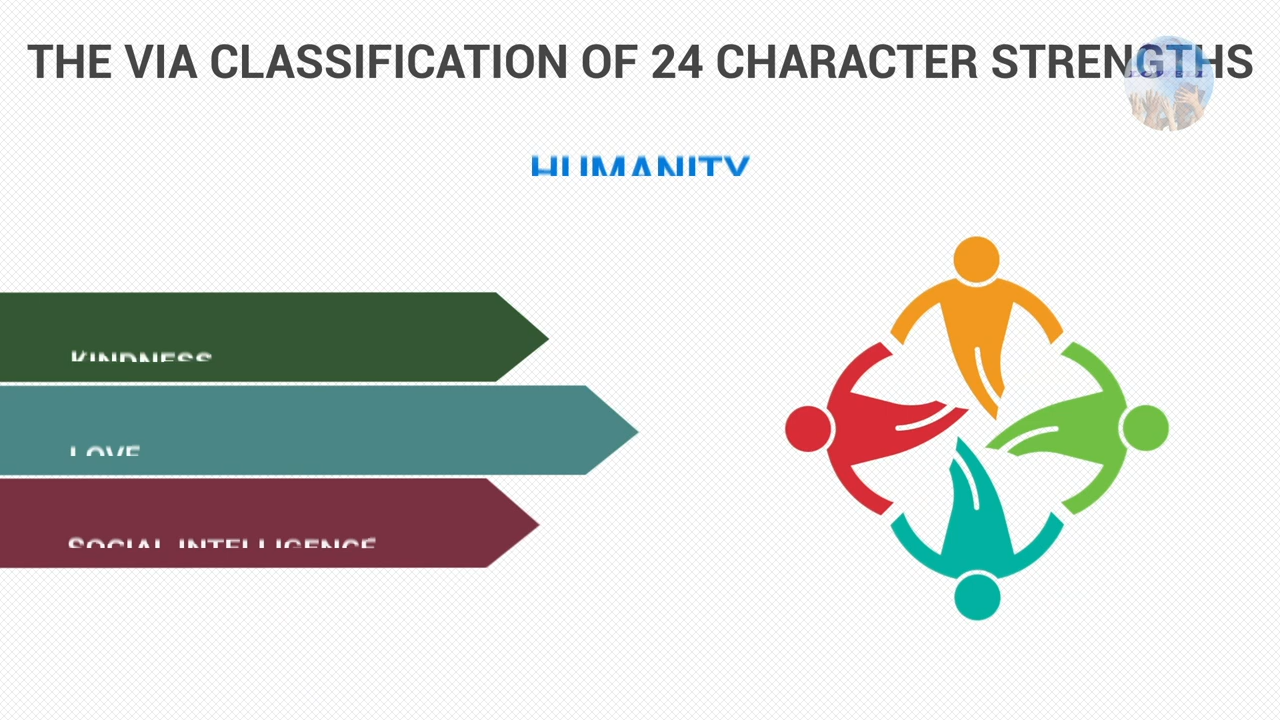 THE VIA CLASSIFICATION OF 24 CHARACTER STRENGTHS
HUMANITY
KINDNESS
LOVE
SOCIAL INTELLIGENCE